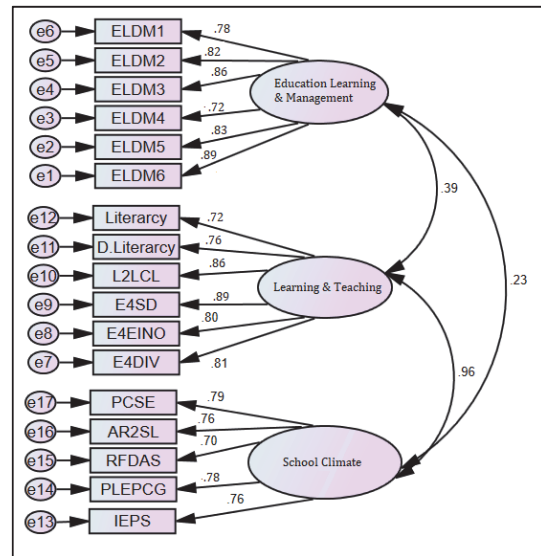 e6 ELDM1 .78
e5 ELDM2 .82
e4 ELDM3 .86
e3 ELDM4 .72
e2 ELDM5 .83
e1 ELDM6 .89
Education Learning
& Management
.39
.23
e12 Literarcy .72
e11 D.Literarcy .76
e10 L2LCL .86
e9 E4SD .89
e8 E4EINO .80
e7 E4DIV .81
Learning & Teaching
.96
e17 PCSE .79
e16 AR2SL .76
e15 RFDAS .70
e14 PLEPCG .78
e13 IEPS .76
School Climate